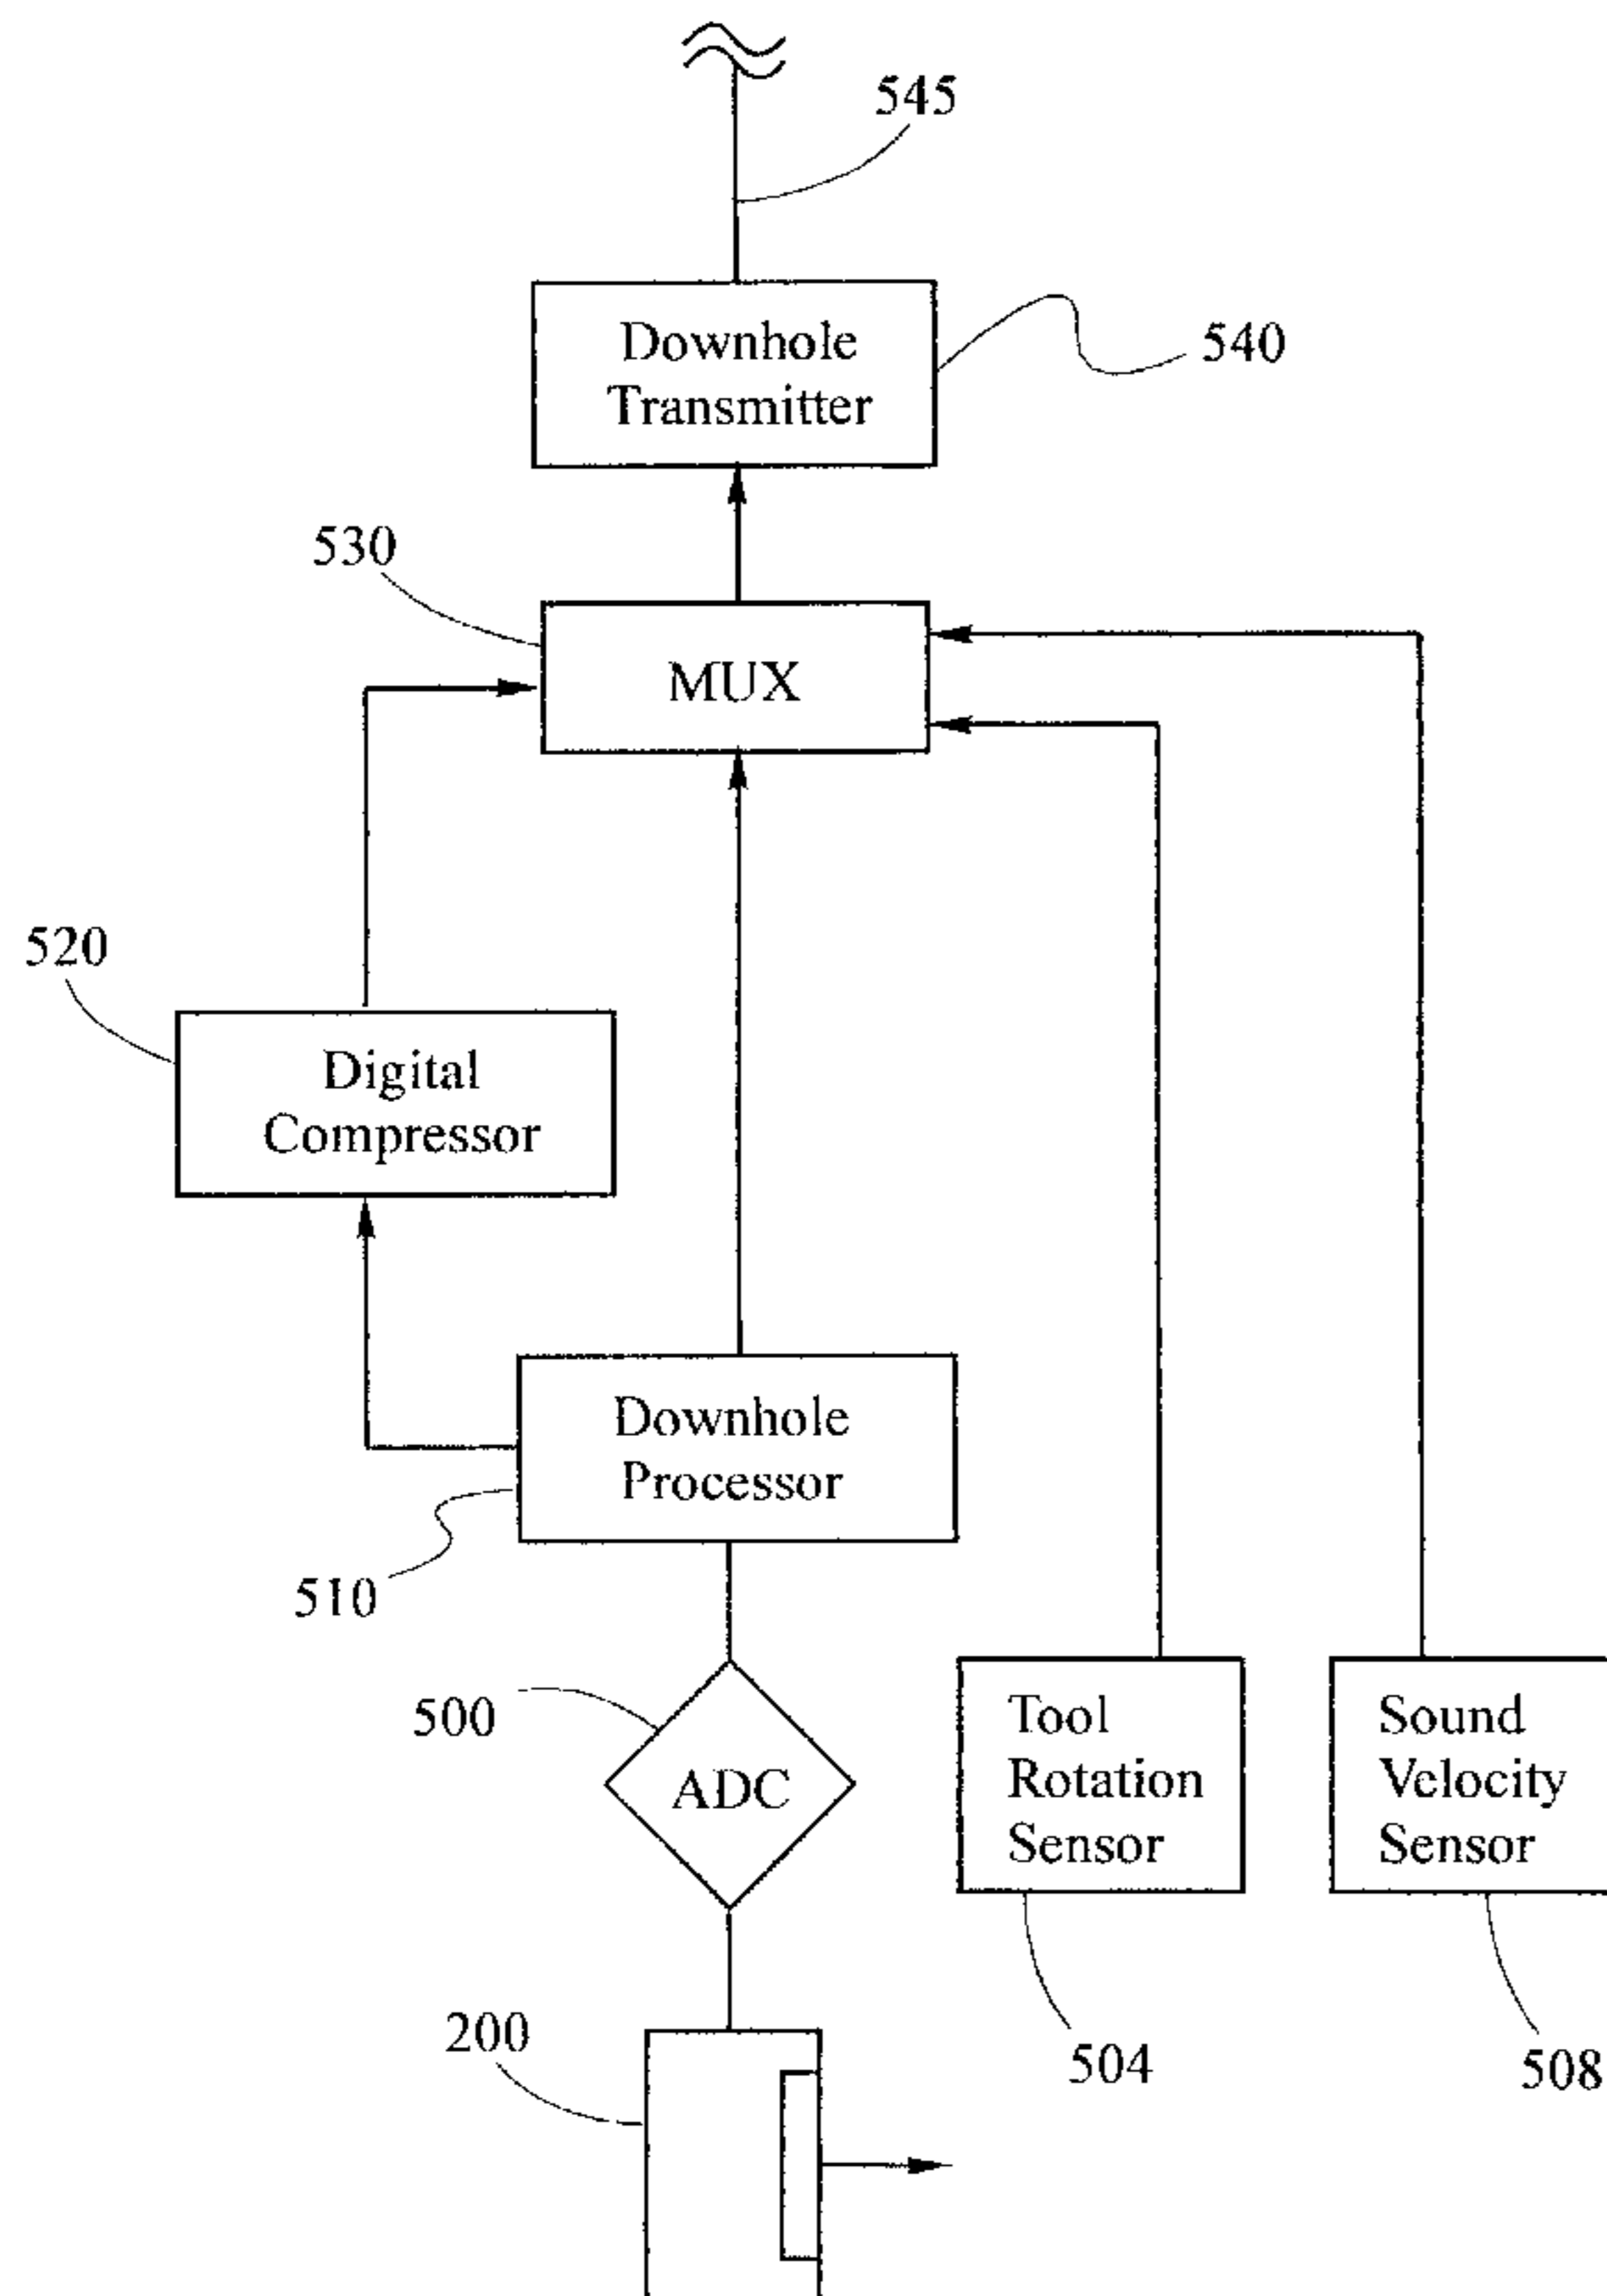 545
Downhole
Transmitter
540
530
MUX
520
Digital
Compressor
Downhole
Processor
510
500
ADC
Tool
Rotation
Sensor
Sound
Velocity
Sensor
200
504
508